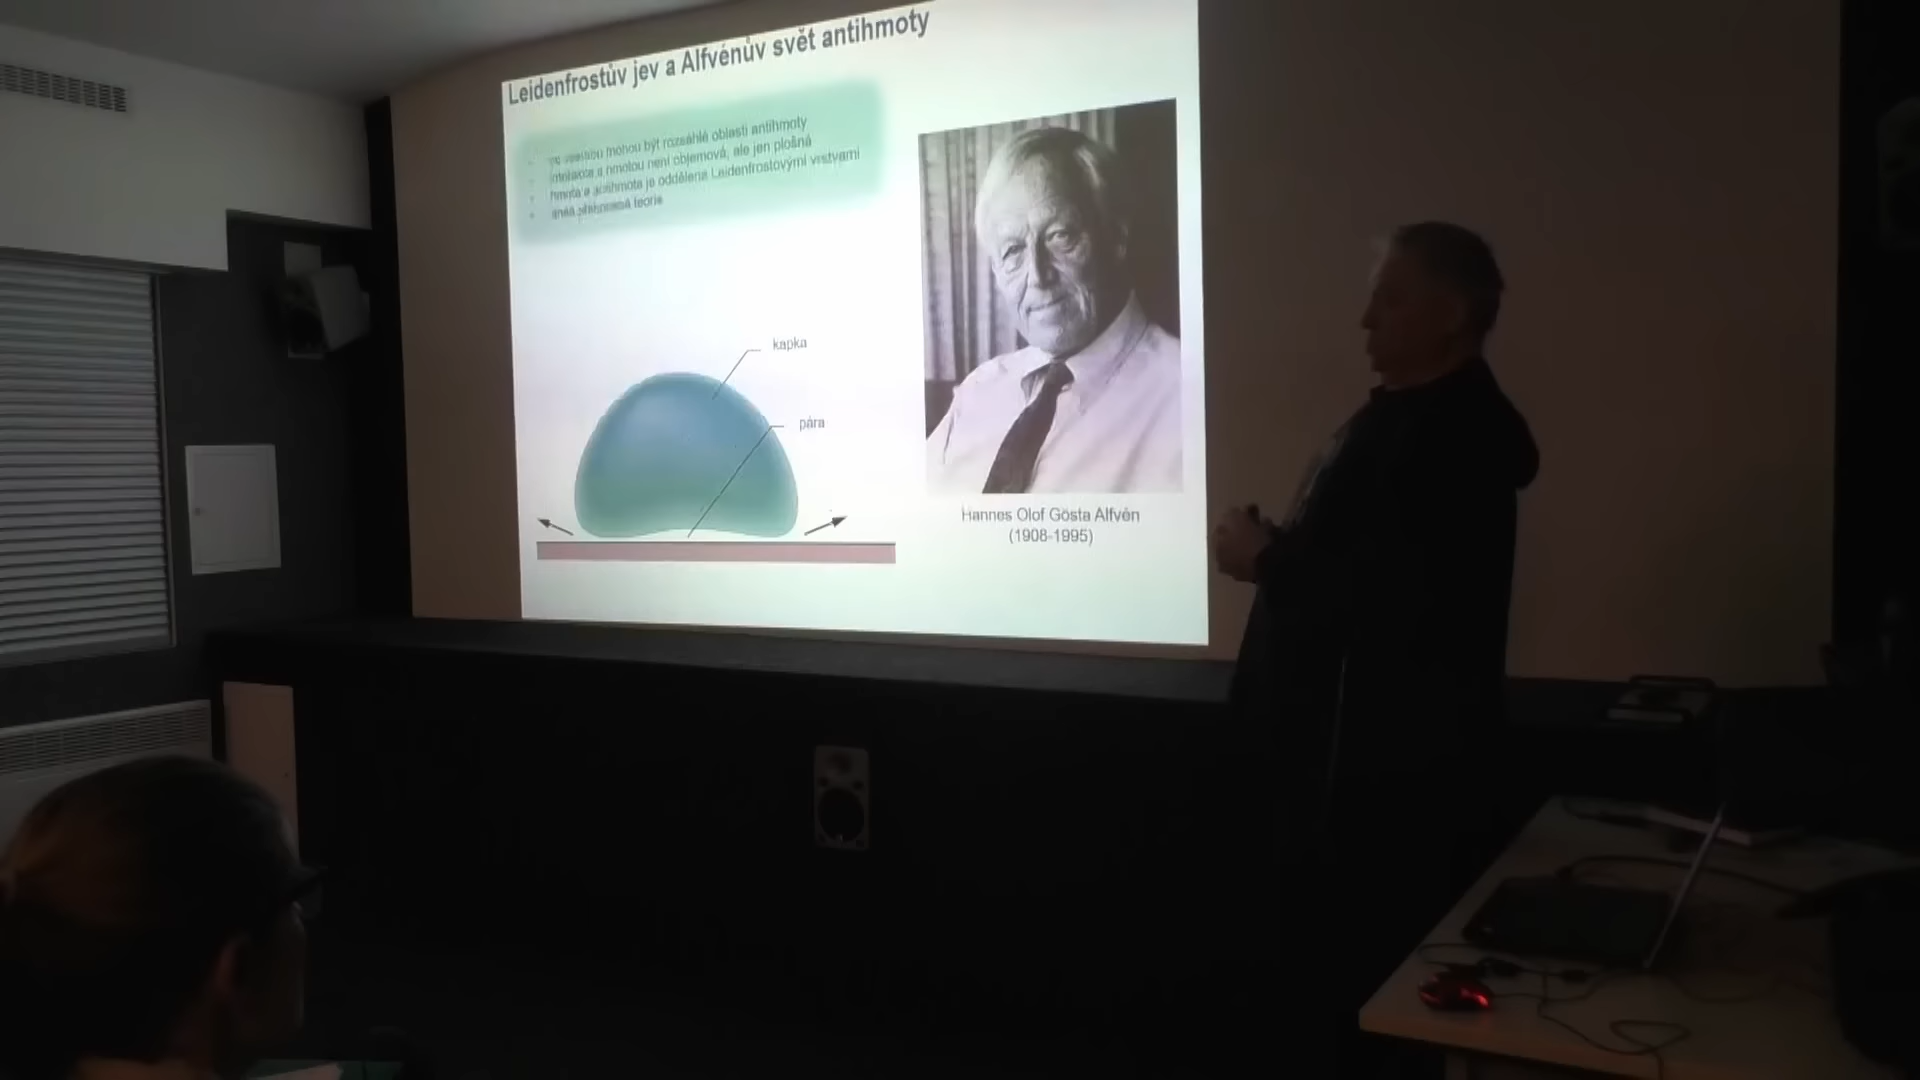 Leidenfrostův jev a Alfvénův svět antihmoty
mohou být rozsáhlé oblasti antihmoty
interakce s hmotou není objemová, ale jen plošná
hmota a antihmota je oddělena Leidenfrostovými vrstvami
teorie
kapka
pára
Hannes Olof Gösta Alfvén
(1908-1995)